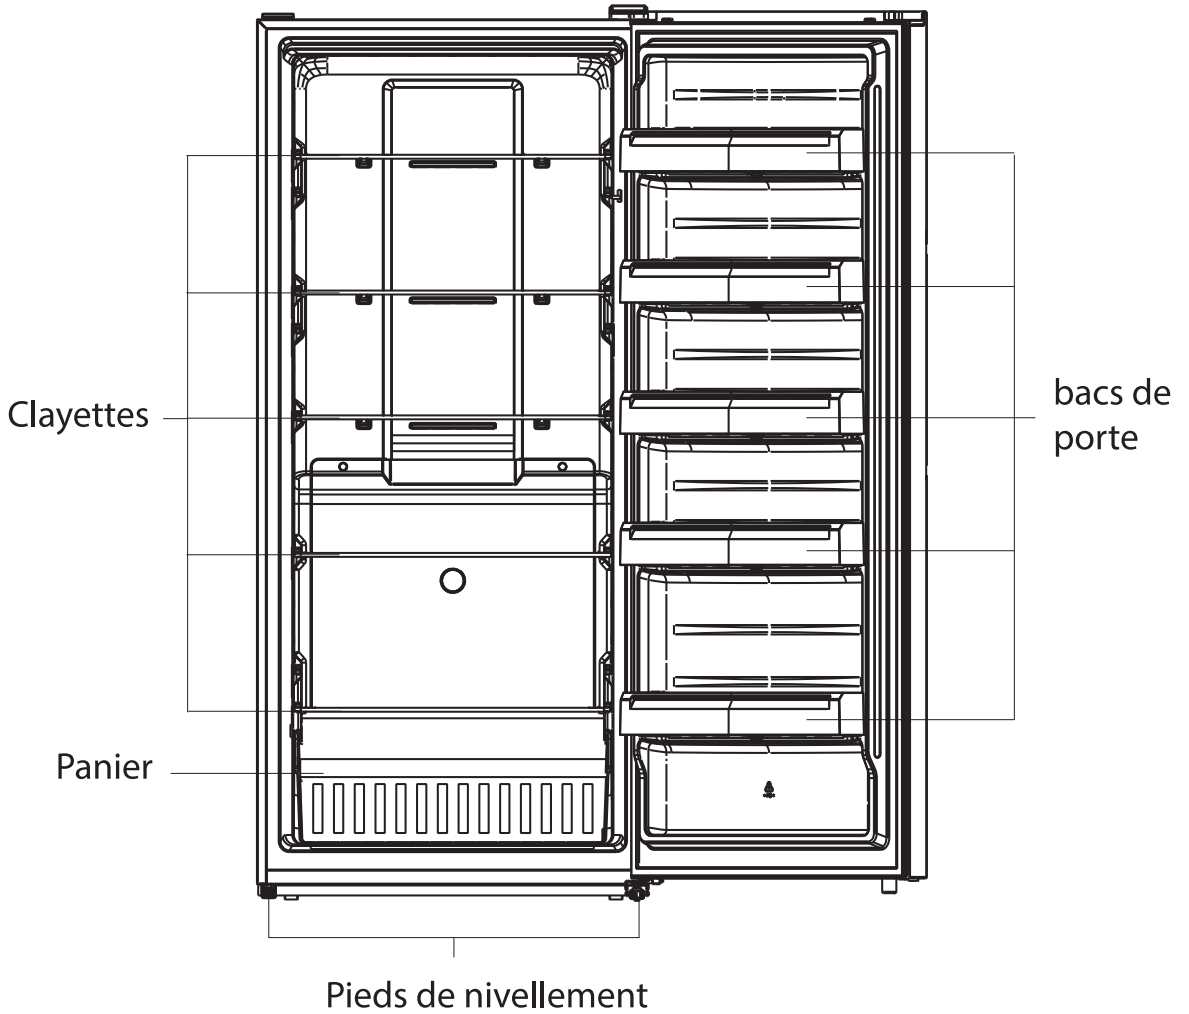 Clayettes
bacs de
porte
Panier
Pieds de nivellement